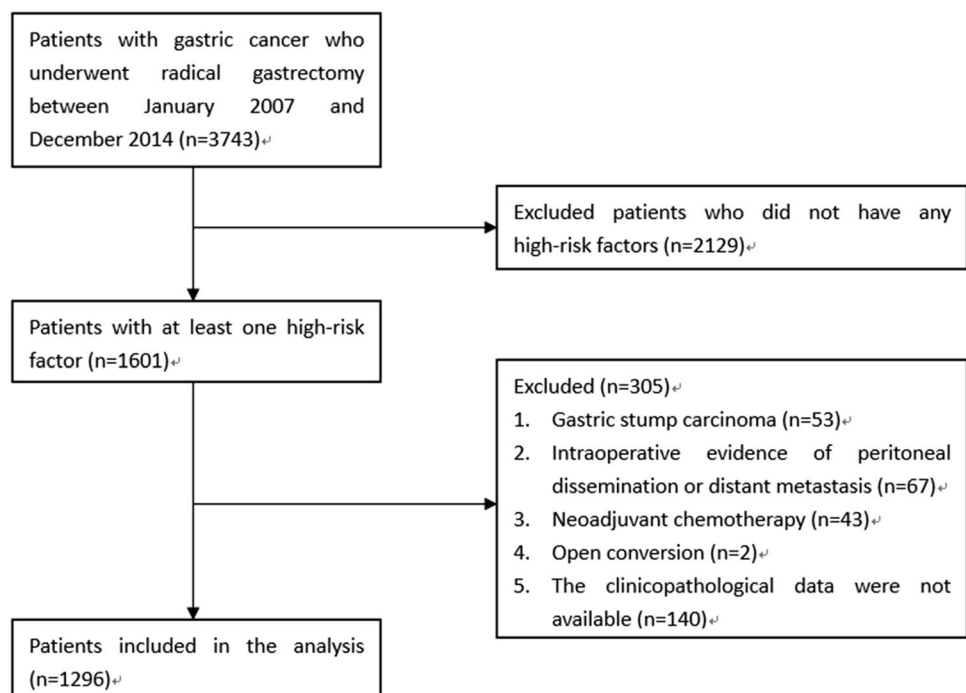 Patients with gastric cancer who
underwent radical gastrectomy
between January 2007 and
December 2014 (n=3743)↵
Excluded patients who did not have any
high-risk factors (n=2129)↵
Patients with at least one high-risk
factor (n=1601)↵
Excluded (n=305)↵
1. Gastric stump carcinoma (n=53)↵
2. Intraoperative evidence of peritoneal
dissemination or distant metastasis (n=67)↵
3. Neoadjuvant chemotherapy (n=43)↵
4. Open conversion (n=2)↵
5. The clinicopathological data were not
available (n=140)↵
Patients included in the analysis
(n=1296)↵